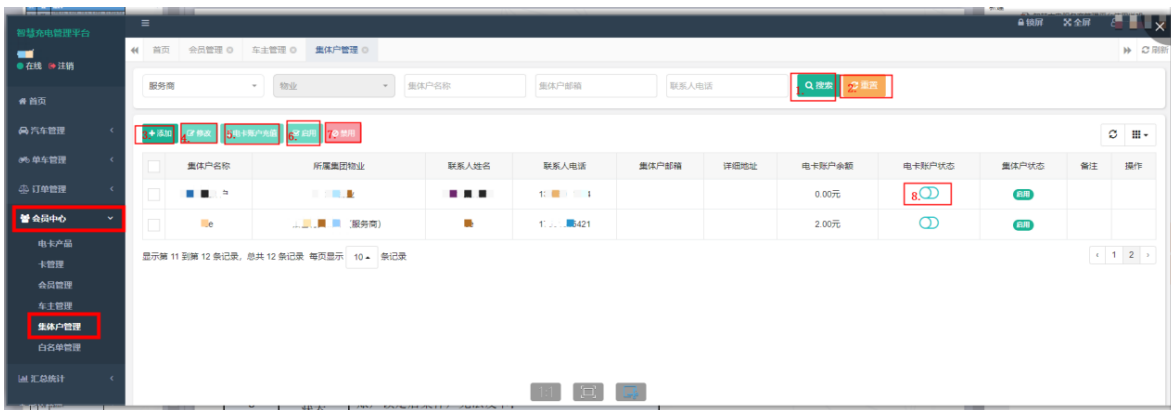 智慧充电管理平台
锁屏 全屏
在线 注销
首页 会员管理 车主管理 集体户管理 刷新
首页
服务商 物业 集体户名称 集体户邮箱 联系人电话 1. 搜索 2. 重置
汽车管理
3. 添加 4. 修改 5. 电卡账户充值 6. 启用 7. 禁用
单车管理
集体户名称 所属集团物业 联系人姓名 联系人电话 集体户邮箱 详细地址 电卡账户余额 电卡账户状态 集体户状态 备注 操作
订单管理
0.00元 8. 启用
会员中心
(服务商) 6421 2.00元 启用
电卡产品
显示第 11 到第 12 条记录，总共 12 条记录 每页显示 10 条记录 1 2
卡管理
会员管理
车主管理
集体户管理
白名单管理
汇总统计
1:1